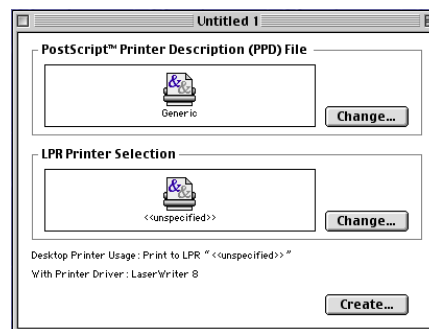 Untitled 1
PostScript™ Printer Description (PPD) File
Generic
Change...
LPR Printer Selection
<<unspecified>>
Change...
Desktop Printer Usage: Print to LPR "<<unspecified>>"
With Printer Driver: LaserWriter 8
Create...